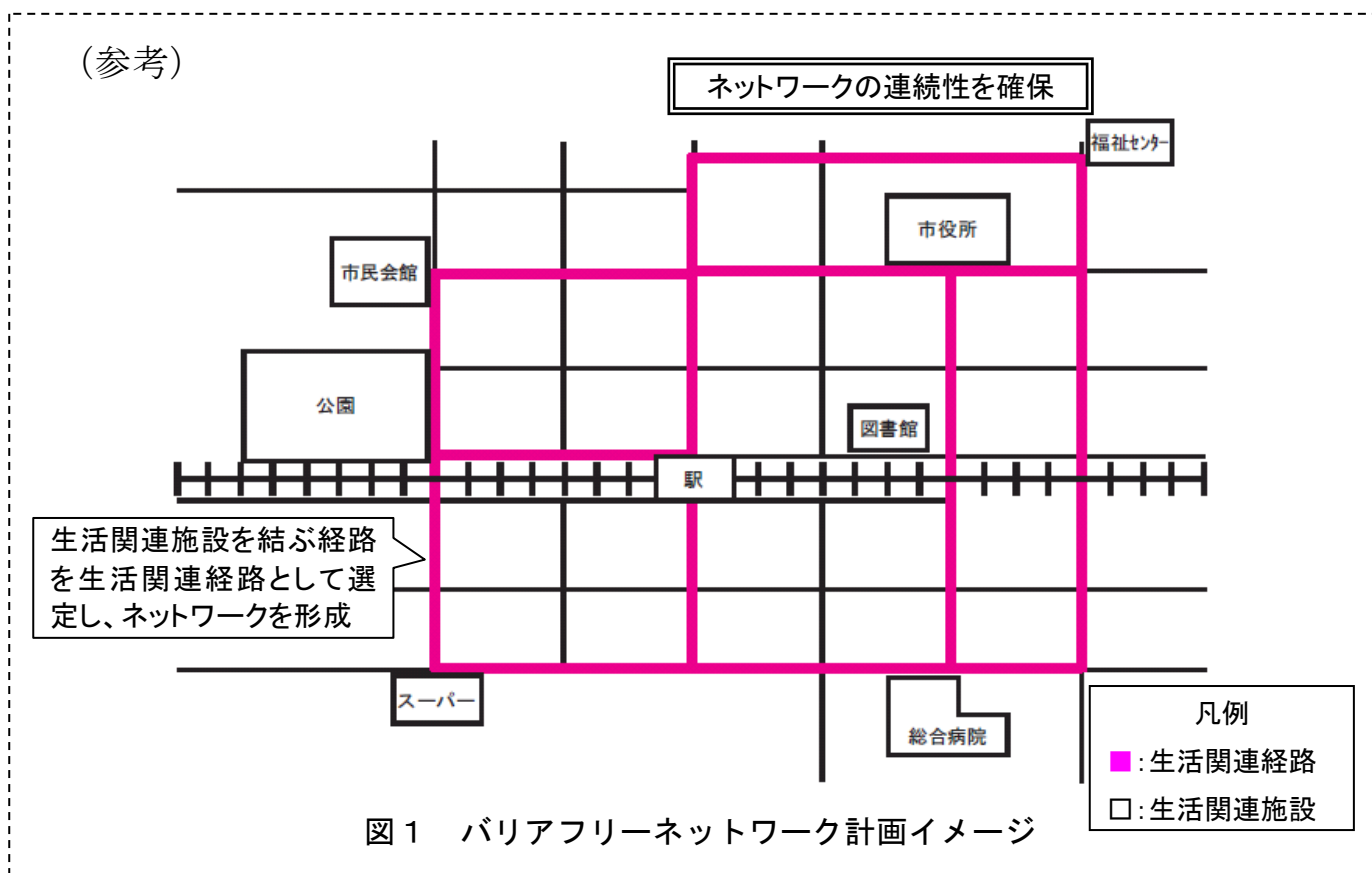 (参考)
ネットワークの連続性を確保
福祉センター
市役所
市民会館
公園
図書館
駅
生活関連施設を結ぶ経路
を生活関連経路として選
定し、ネットワークを形成
スーパー
総合病院
凡例
■:生活関連経路
□:生活関連施設
図1 バリアフリーネットワーク計画イメージ